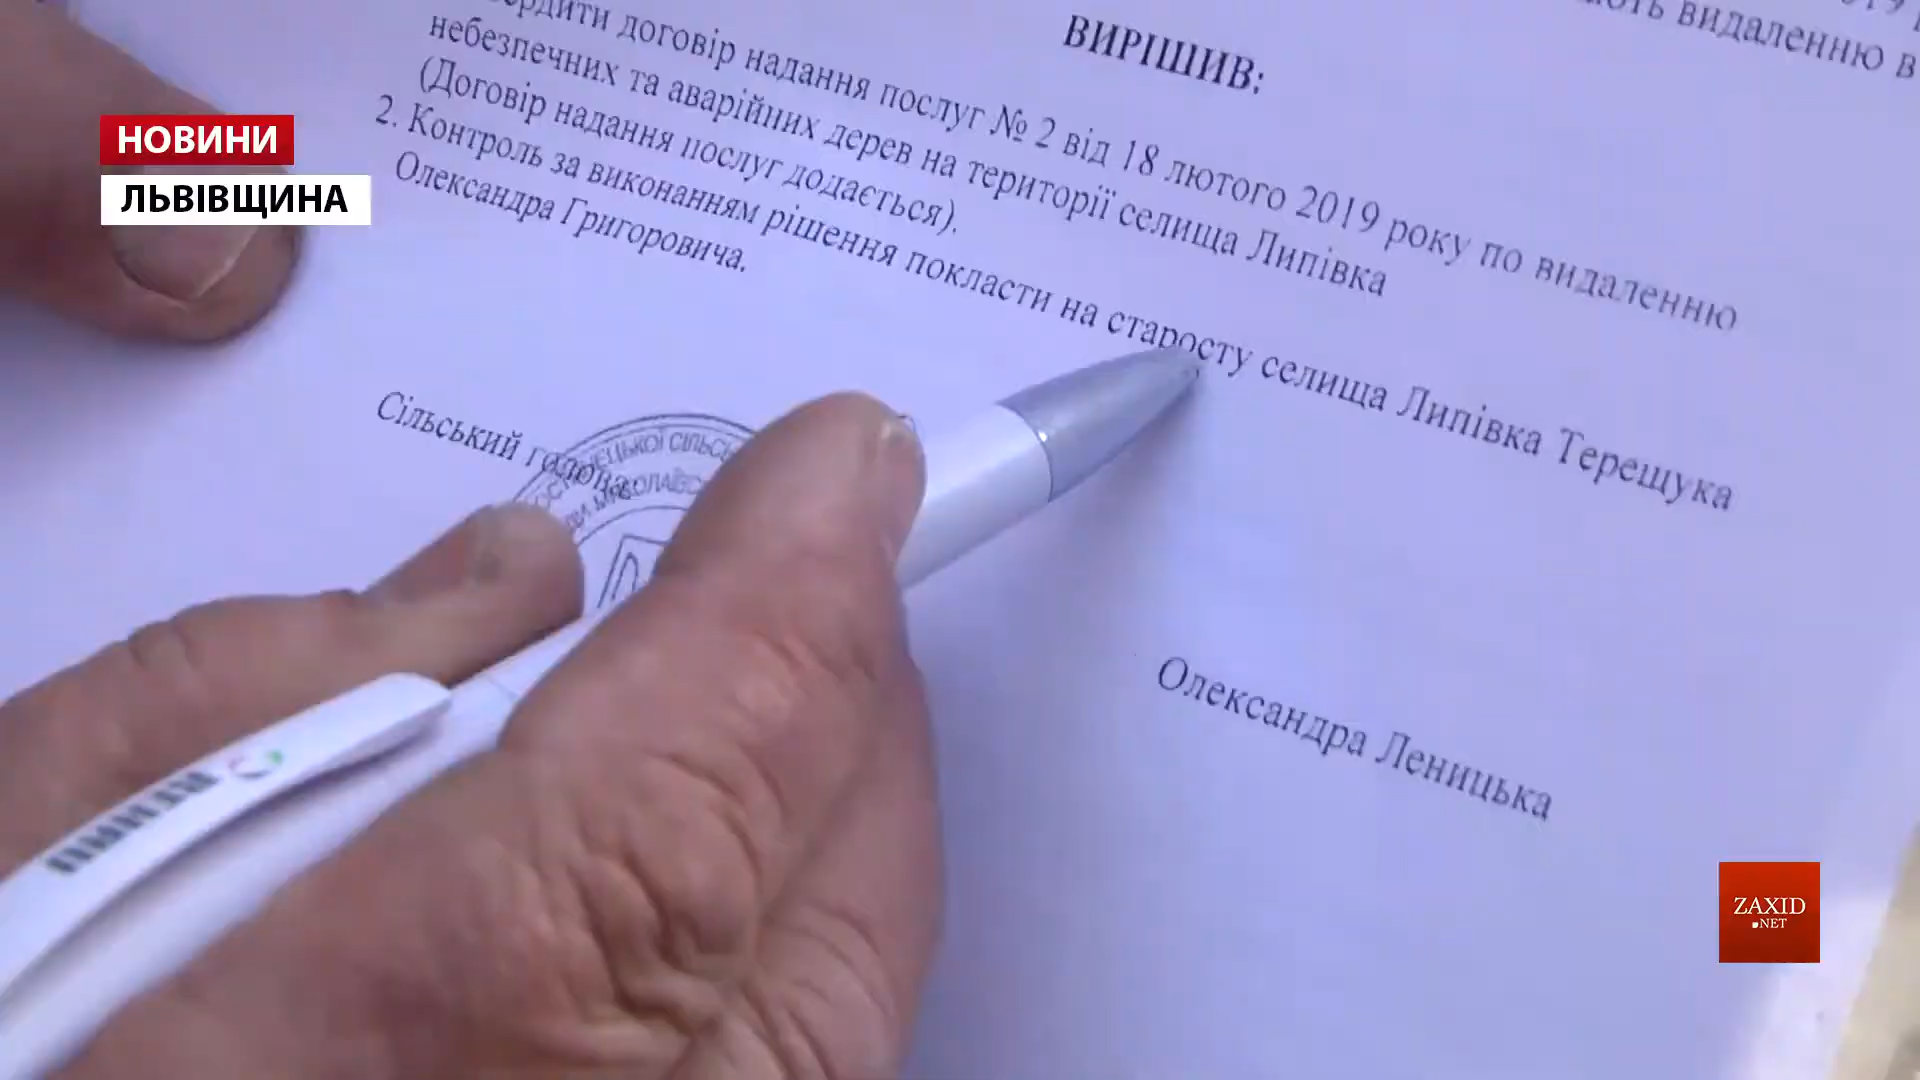 НОВИНИ
ЛЬВІВЩИНА
видаленню в
ВИРІШИВ:
договір надання послуг № 2 від 18 лютого 2019 року по видаленню
небезпечних та аварійних дерев на території селища Липівка
(Договір надання послуг додається).
2. Контроль за виконанням рішення покласти на старосту селища Липівка Терещука
Олександра Григоровича.
Сільський голова
Олександра Леницька
ZAXID
.NET